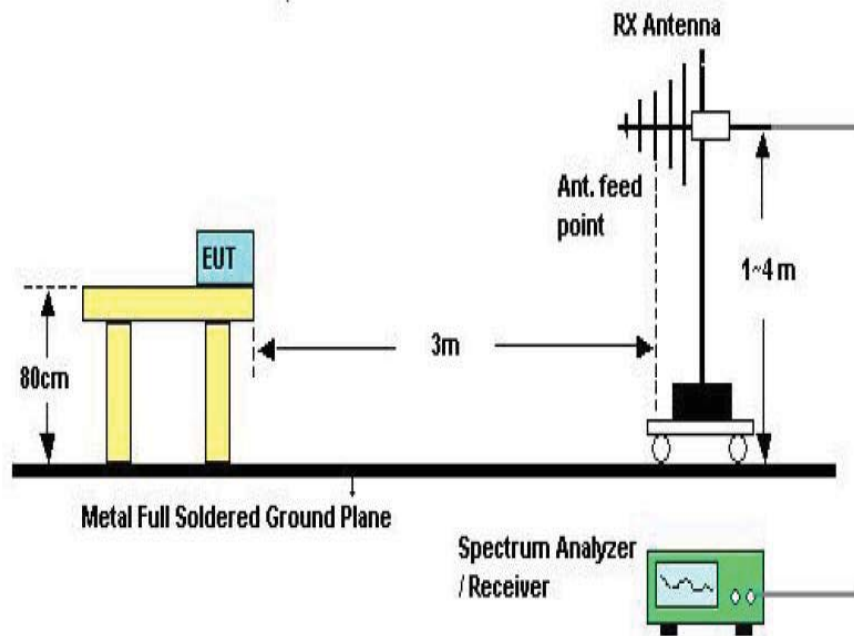 RX Antenna
Ant. feed
point
EUT
1~4 m
3m
80cm
Metal Full Soldered Ground Plane
Spectrum Analyzer
/ Receiver